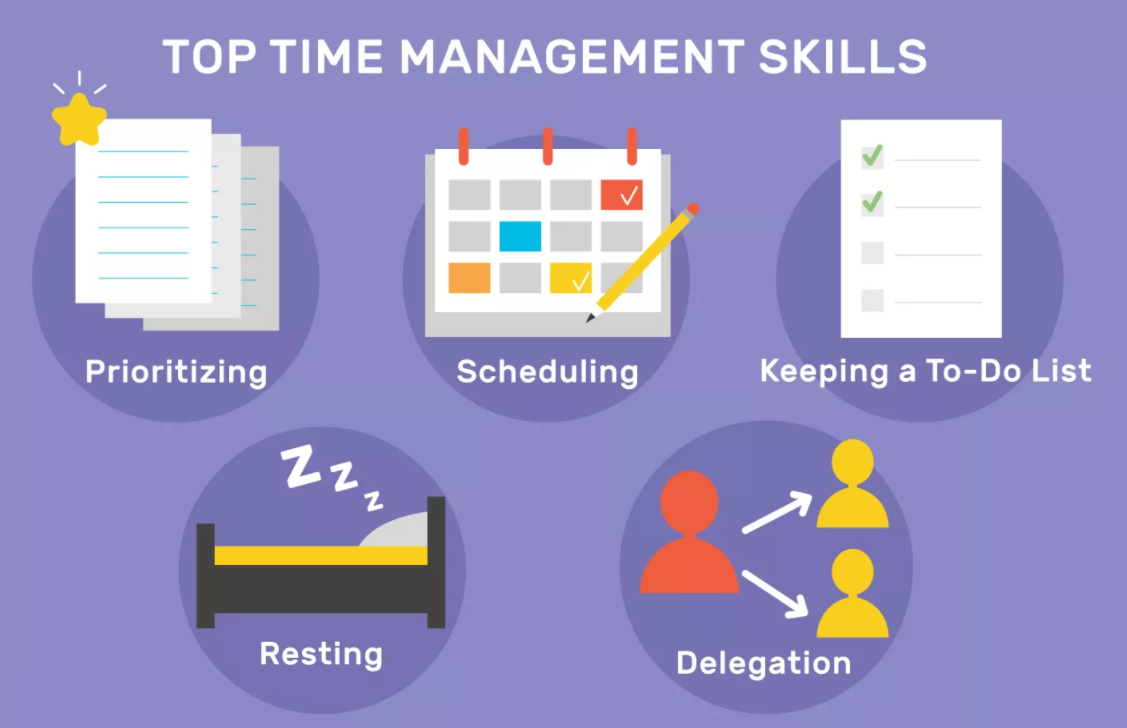 TOP TIME MANAGEMENT SKILLS
Prioritizing
Scheduling
Keeping a To-Do List
Z z z
Resting
Delegation